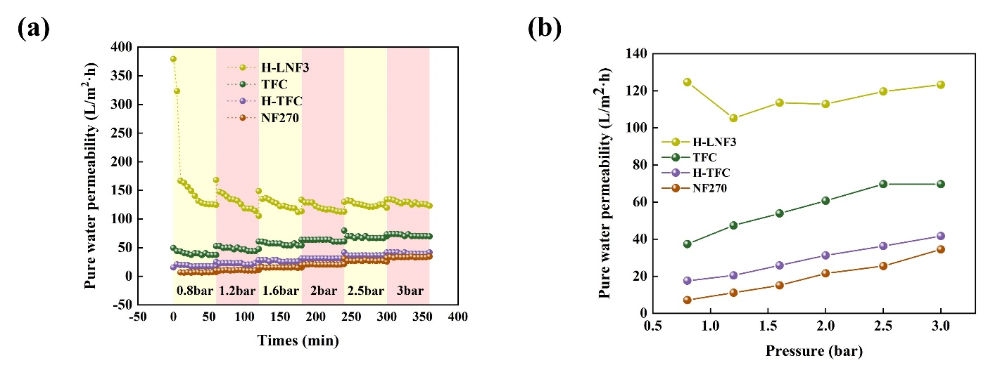 (a)
400
350
300
250
200
150
100
50
0
-50
Pure water permeability (L/m²·h)
H-LNF3
TFC
H-TFC
NF270
0.8bar 1.2bar 1.6bar 2bar 2.5bar 3bar
-50 0 50 100 150 200 250 300 350 400
Times (min)
(b)
140
120
100
80
60
40
20
0
Pure water permeability (L/m²·h)
H-LNF3
TFC
H-TFC
NF270
0.5 1.0 1.5 2.0 2.5 3.0
Pressure (bar)